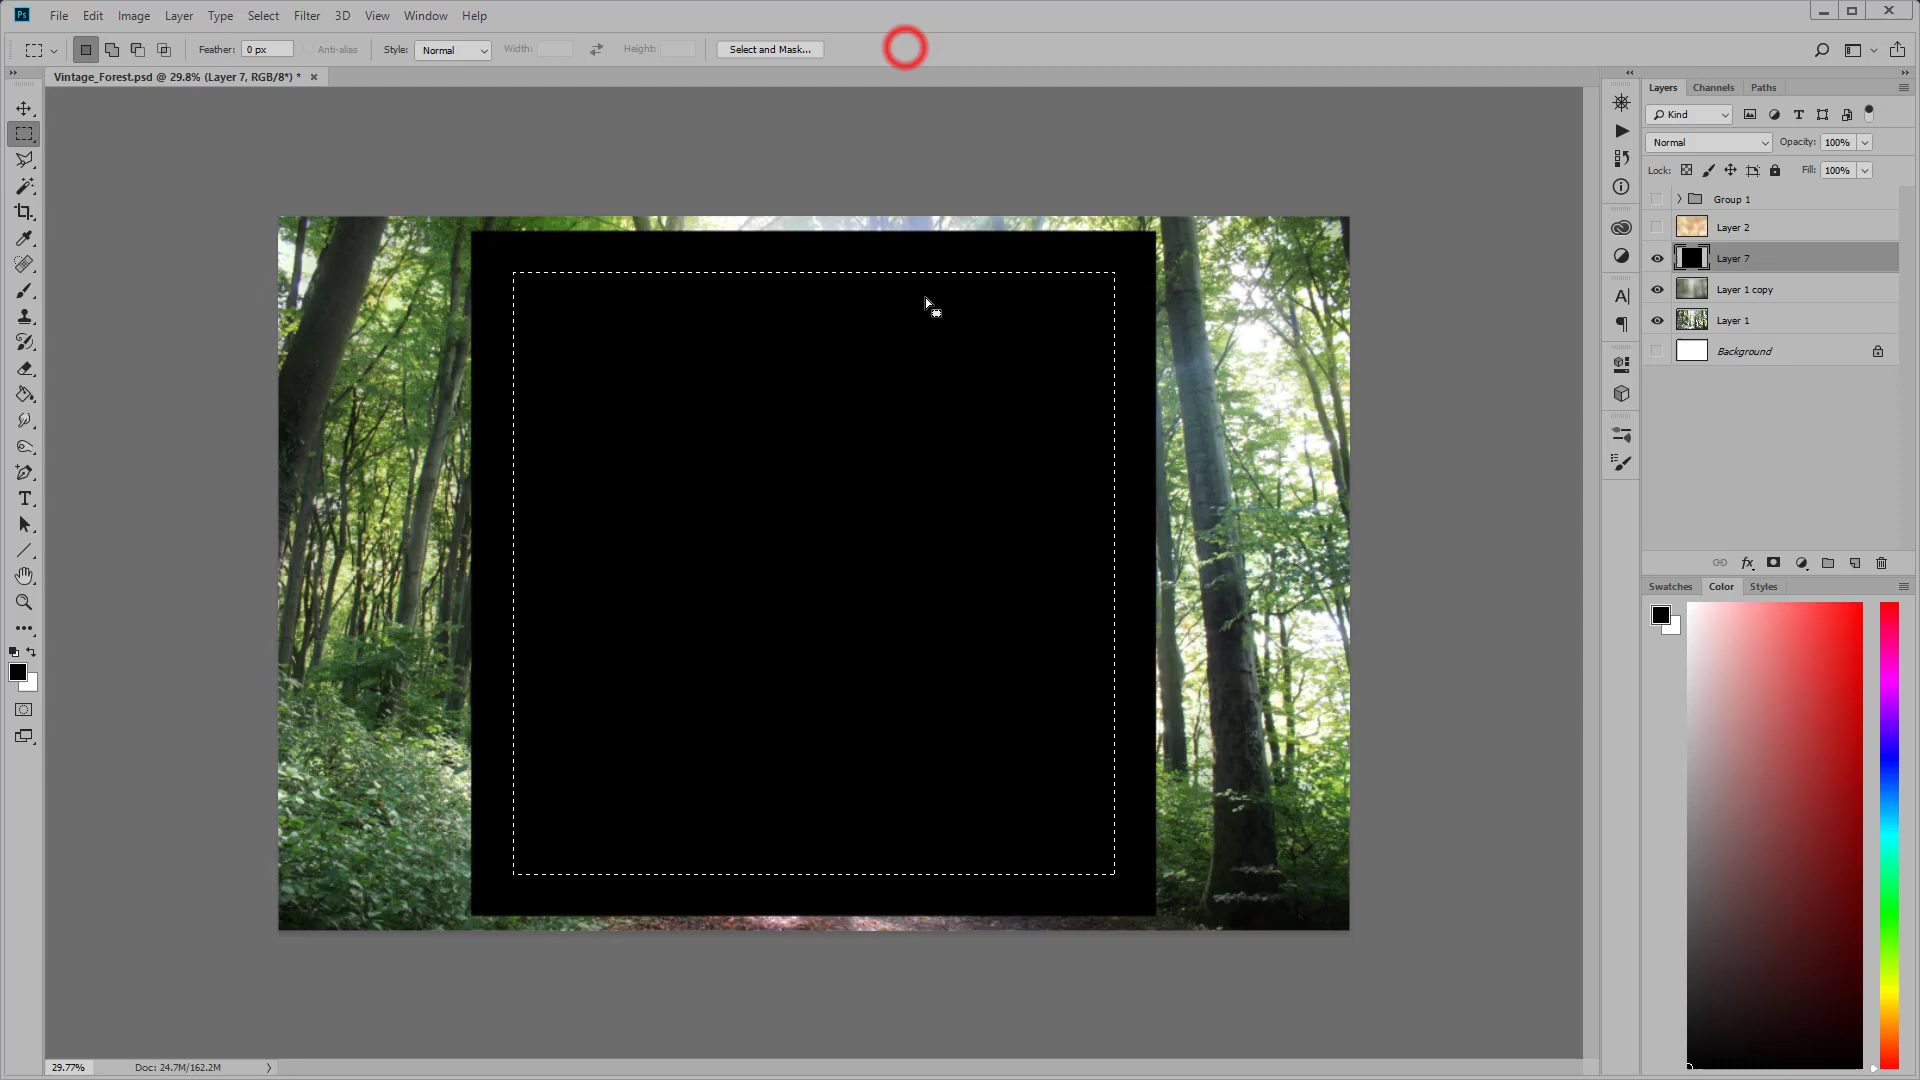 Ps File Edit Image Layer Type Select Filter 3D View Window Help
Feather: 0 px Anti-alias Style: Normal Width: Height: Select and Mask...
Vintage_Forest.psd @ 29.8% (Layer 7, RGB/8*) *
Layers Channels Paths
Kind
Normal Opacity: 100%
Lock: Fill: 100%
Group 1
Layer 2
Layer 7
Layer 1 copy
Layer 1
Background
Swatches Color Styles
29.77% Doc: 24.7M/162.2M